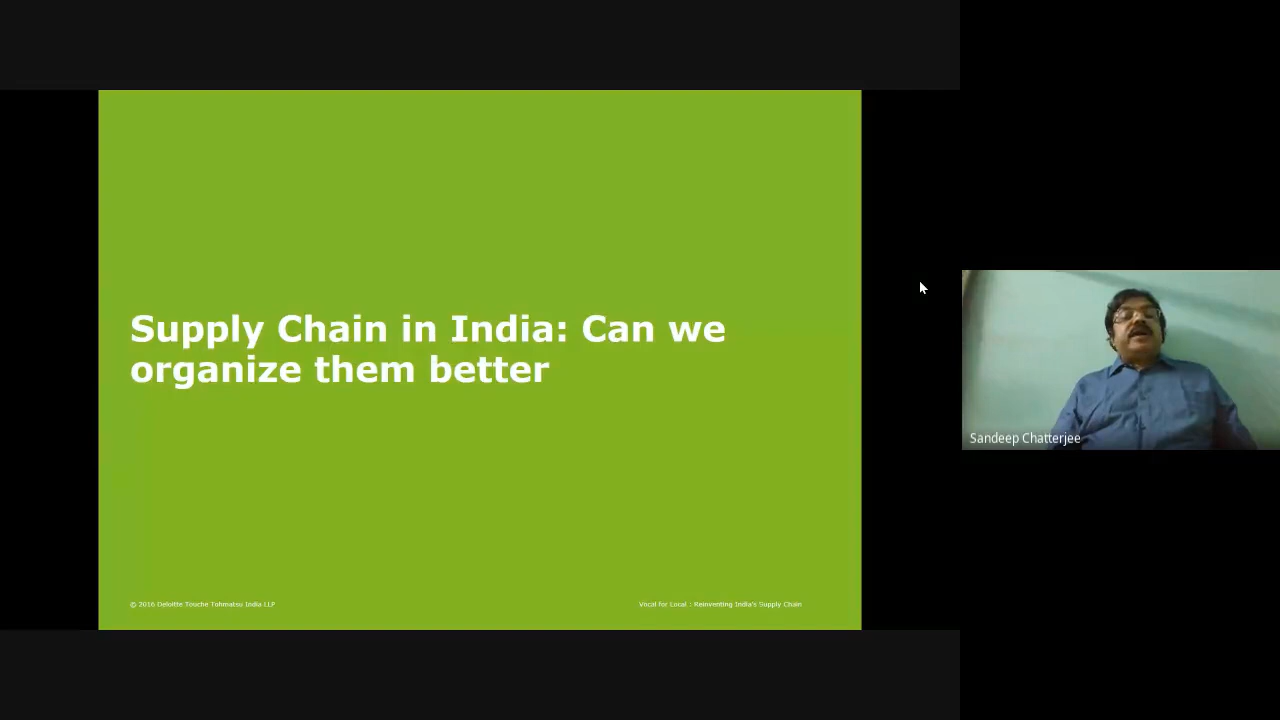 Supply Chain in India: Can we
organize them better
Sandeep Chatterjee
© 2016 Deloitte Touche Tohmatsu India LLP
Vocal for Local : Reinventing India's Supply Chain